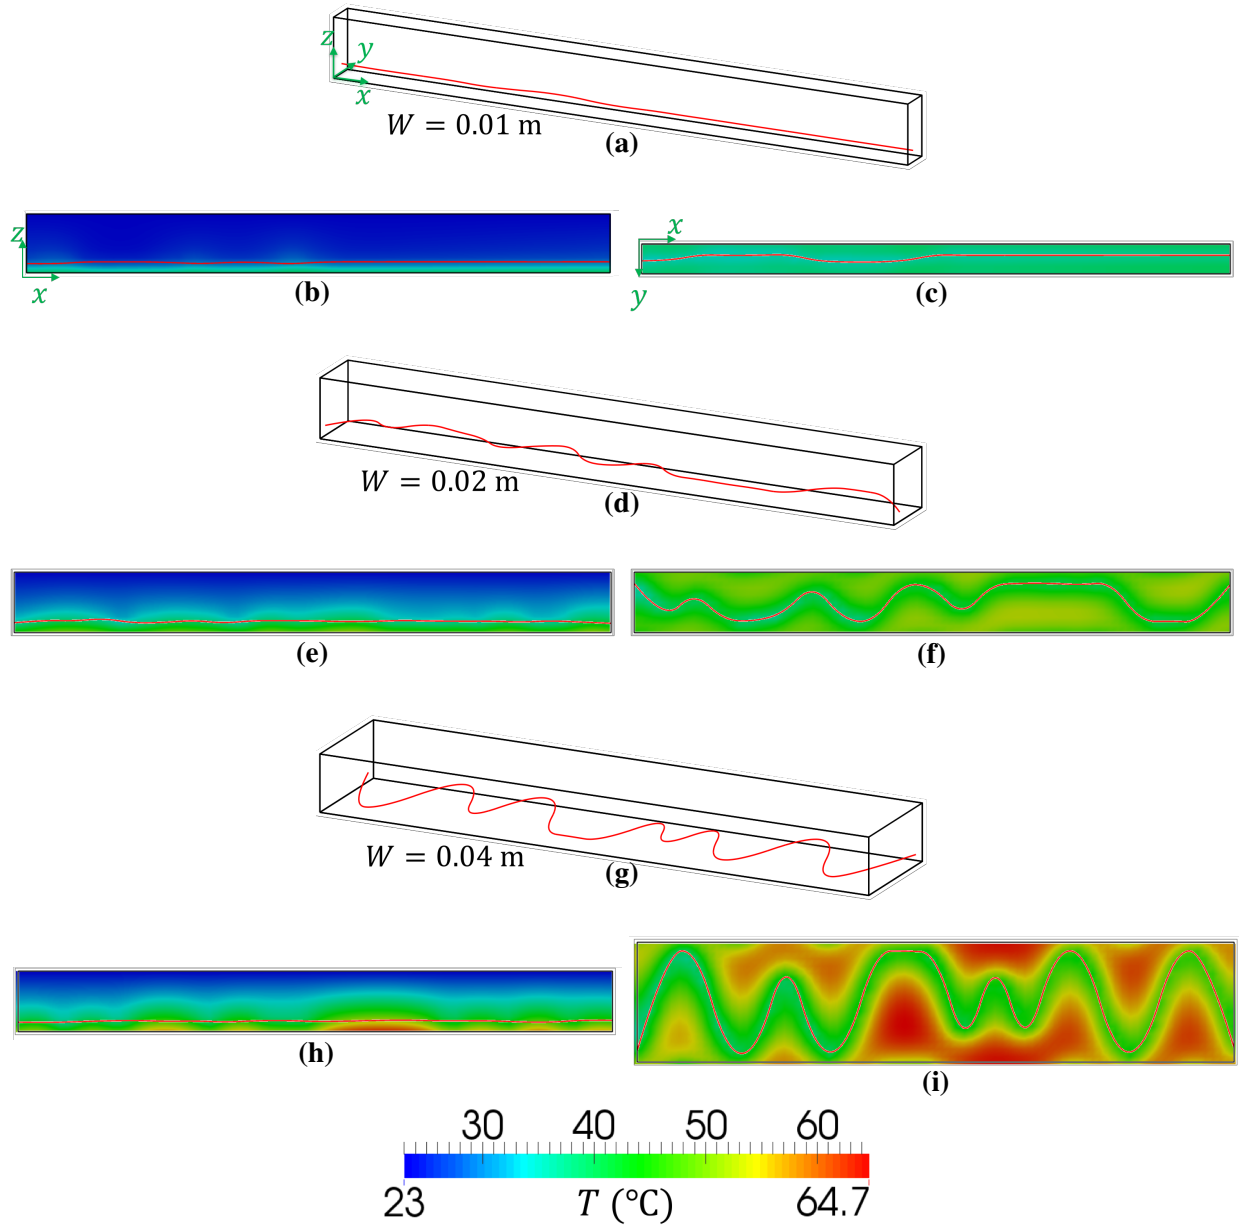 z
y
x
W = 0.01 m
(a)
z
x
(b)
x
y
(c)
W = 0.02 m
(d)
(e)
(f)
W = 0.04 m
(g)
(h)
(i)
30 40 50 60
23 T (°C) 64.7